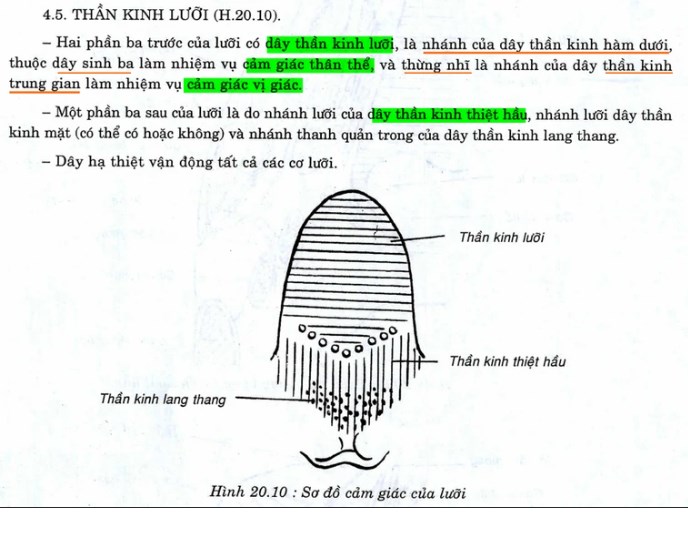 4.5. THẦN KINH LƯỠI (H.20.10).
– Hai phần ba trước của lưỡi có dây thần kinh lưỡi, là nhánh của dây thần kinh hàm dưới,
thuộc dây sinh ba làm nhiệm vụ cảm giác thân thể, và thừng nhĩ là nhánh của dây thần kinh
trung gian làm nhiệm vụ cảm giác vị giác.
– Một phần ba sau của lưỡi là do nhánh lưỡi của dây thần kinh thiệt hầu, nhánh lưỡi dây thần
kinh mặt (có thể có hoặc không) và nhánh thanh quản trong của dây thần kinh lang thang.
– Dây hạ thiệt vận động tất cả các cơ lưỡi.
Thần kinh lưỡi
Thần kinh thiệt hầu
Thần kinh lang thang
Hình 20.10 : Sơ đồ cảm giác của lưỡi